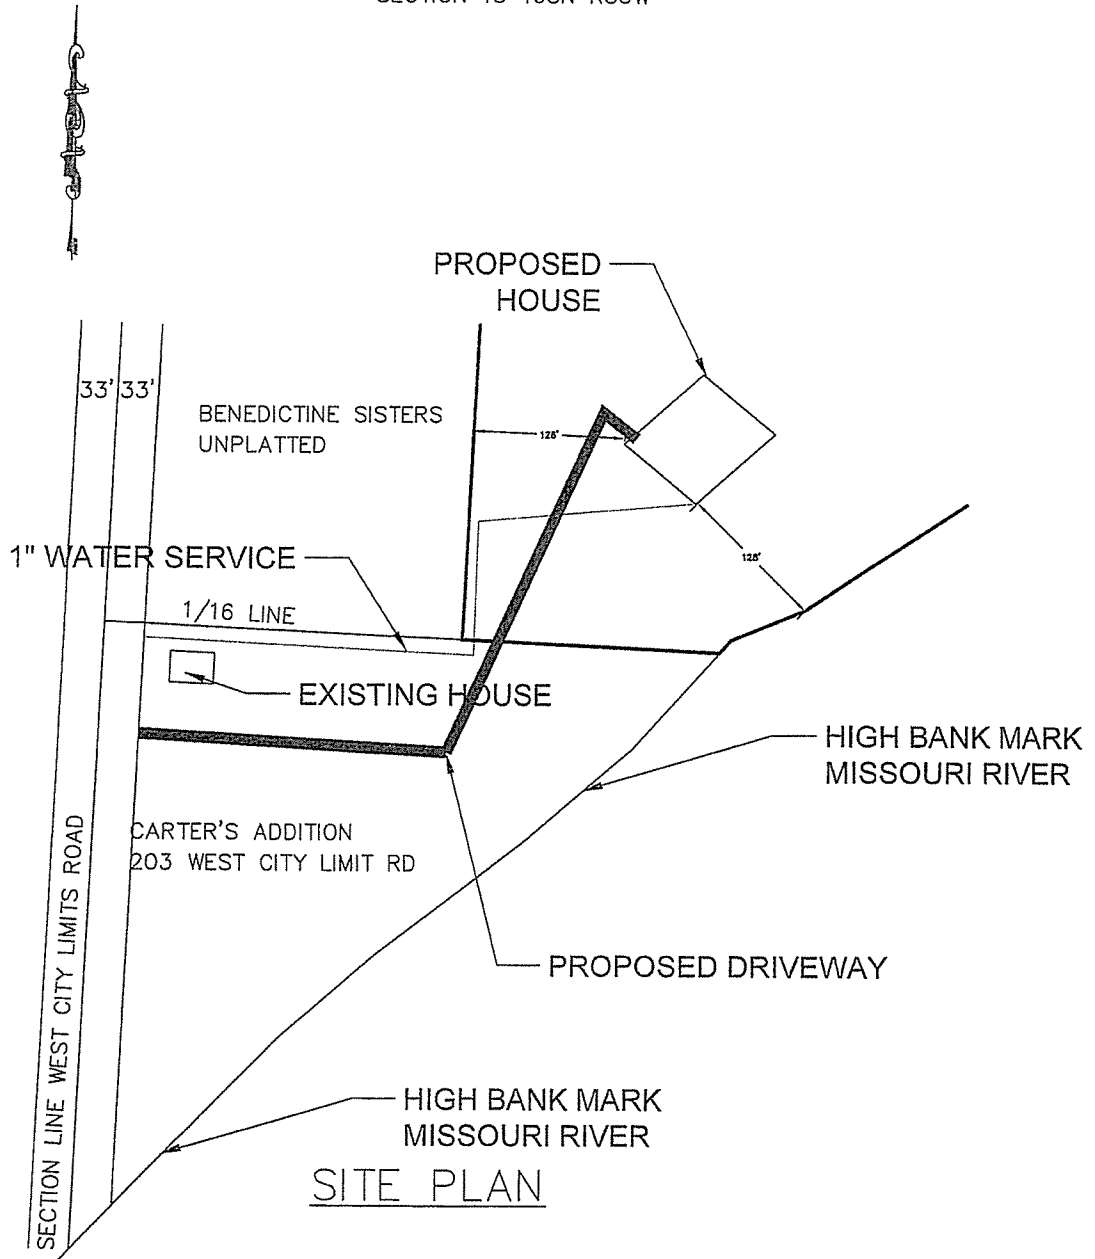 PROPOSED
HOUSE
33' 33'
BENEDICTINE SISTERS
UNPLATTED
128'
128'
1" WATER SERVICE
1/16 LINE
EXISTING HOUSE
HIGH BANK MARK
MISSOURI RIVER
CARTER'S ADDITION
203 WEST CITY LIMIT RD
SECTION LINE WEST CITY LIMITS ROAD
PROPOSED DRIVEWAY
HIGH BANK MARK
MISSOURI RIVER
SITE PLAN